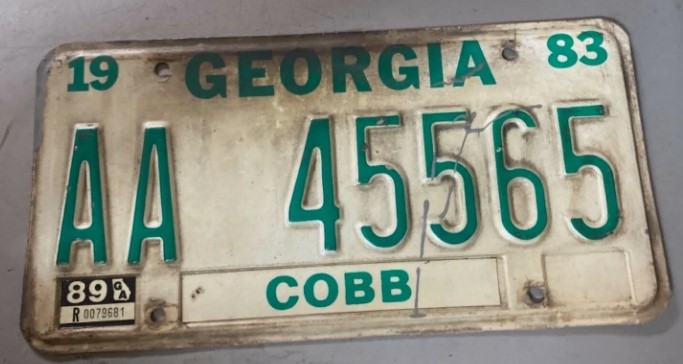 19 GEORGIA 83
AA 45565
89 GA
R 0079681
COBB